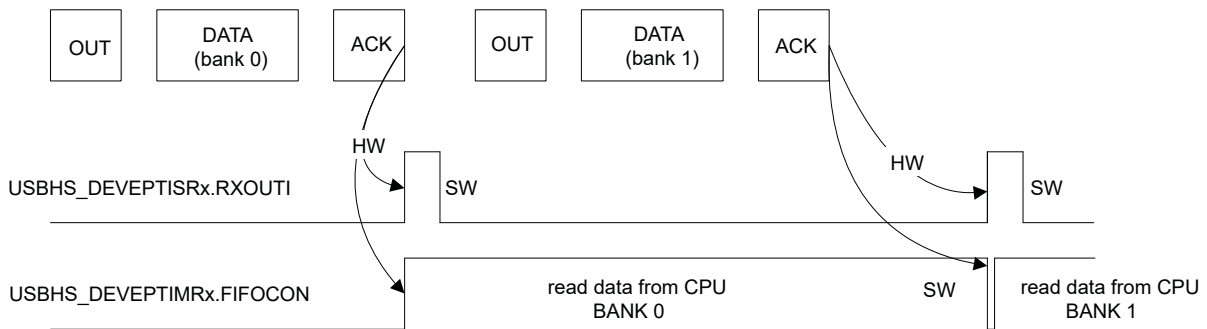 OUT
DATA
(bank 0)
ACK
OUT
DATA
(bank 1)
ACK
HW
HW
USBHS_DEVEPTISRx.RXOUTI
SW
SW
USBHS_DEVEPTIMRx.FIFOCON
read data from CPU
BANK 0
SW
read data from CPU
BANK 1